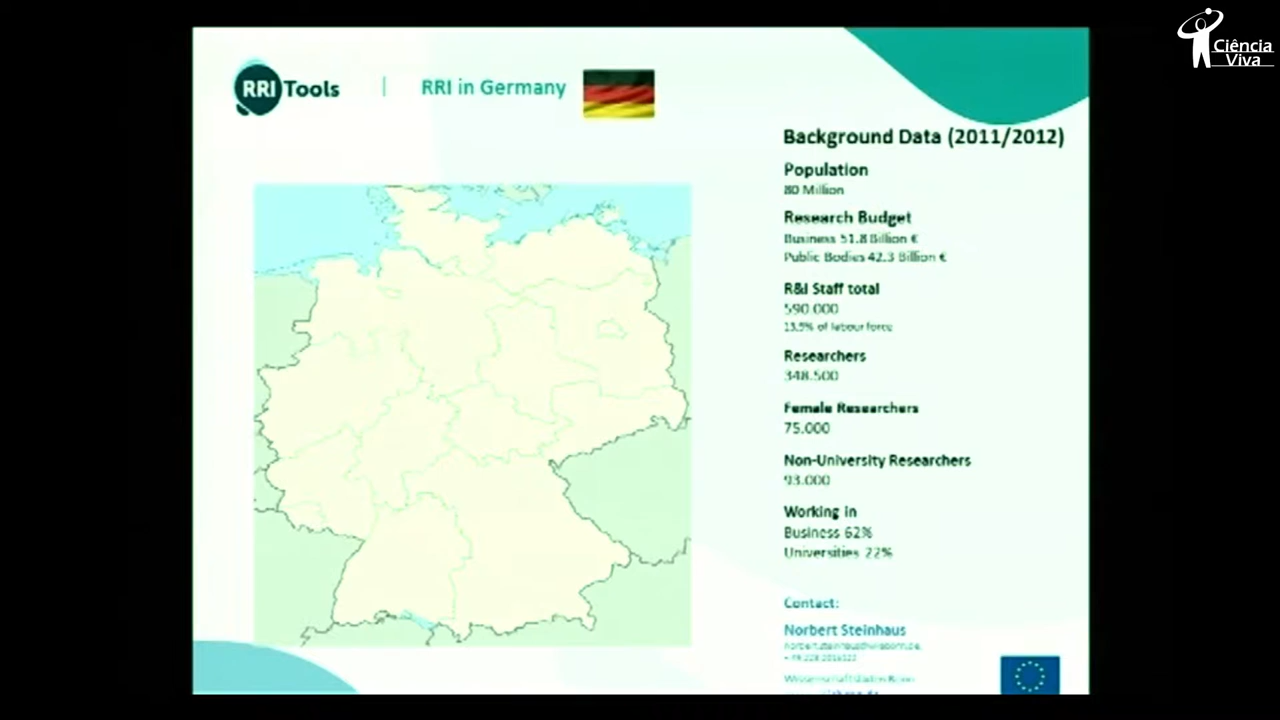 Ciência
Viva
RRI Tools | RRI in Germany
Background Data (2011/2012)
Population
80 Million
Research Budget
Business 51.8 Billion €
Public Bodies 42.3 Billion €
R&I Staff total
590.000
13.9% of labour force
Researchers
348.500
Female Researchers
75.000
Non-University Researchers
93.000
Working in
Business 62%
Universities 22%
Contact:
Norbert Steinhaus